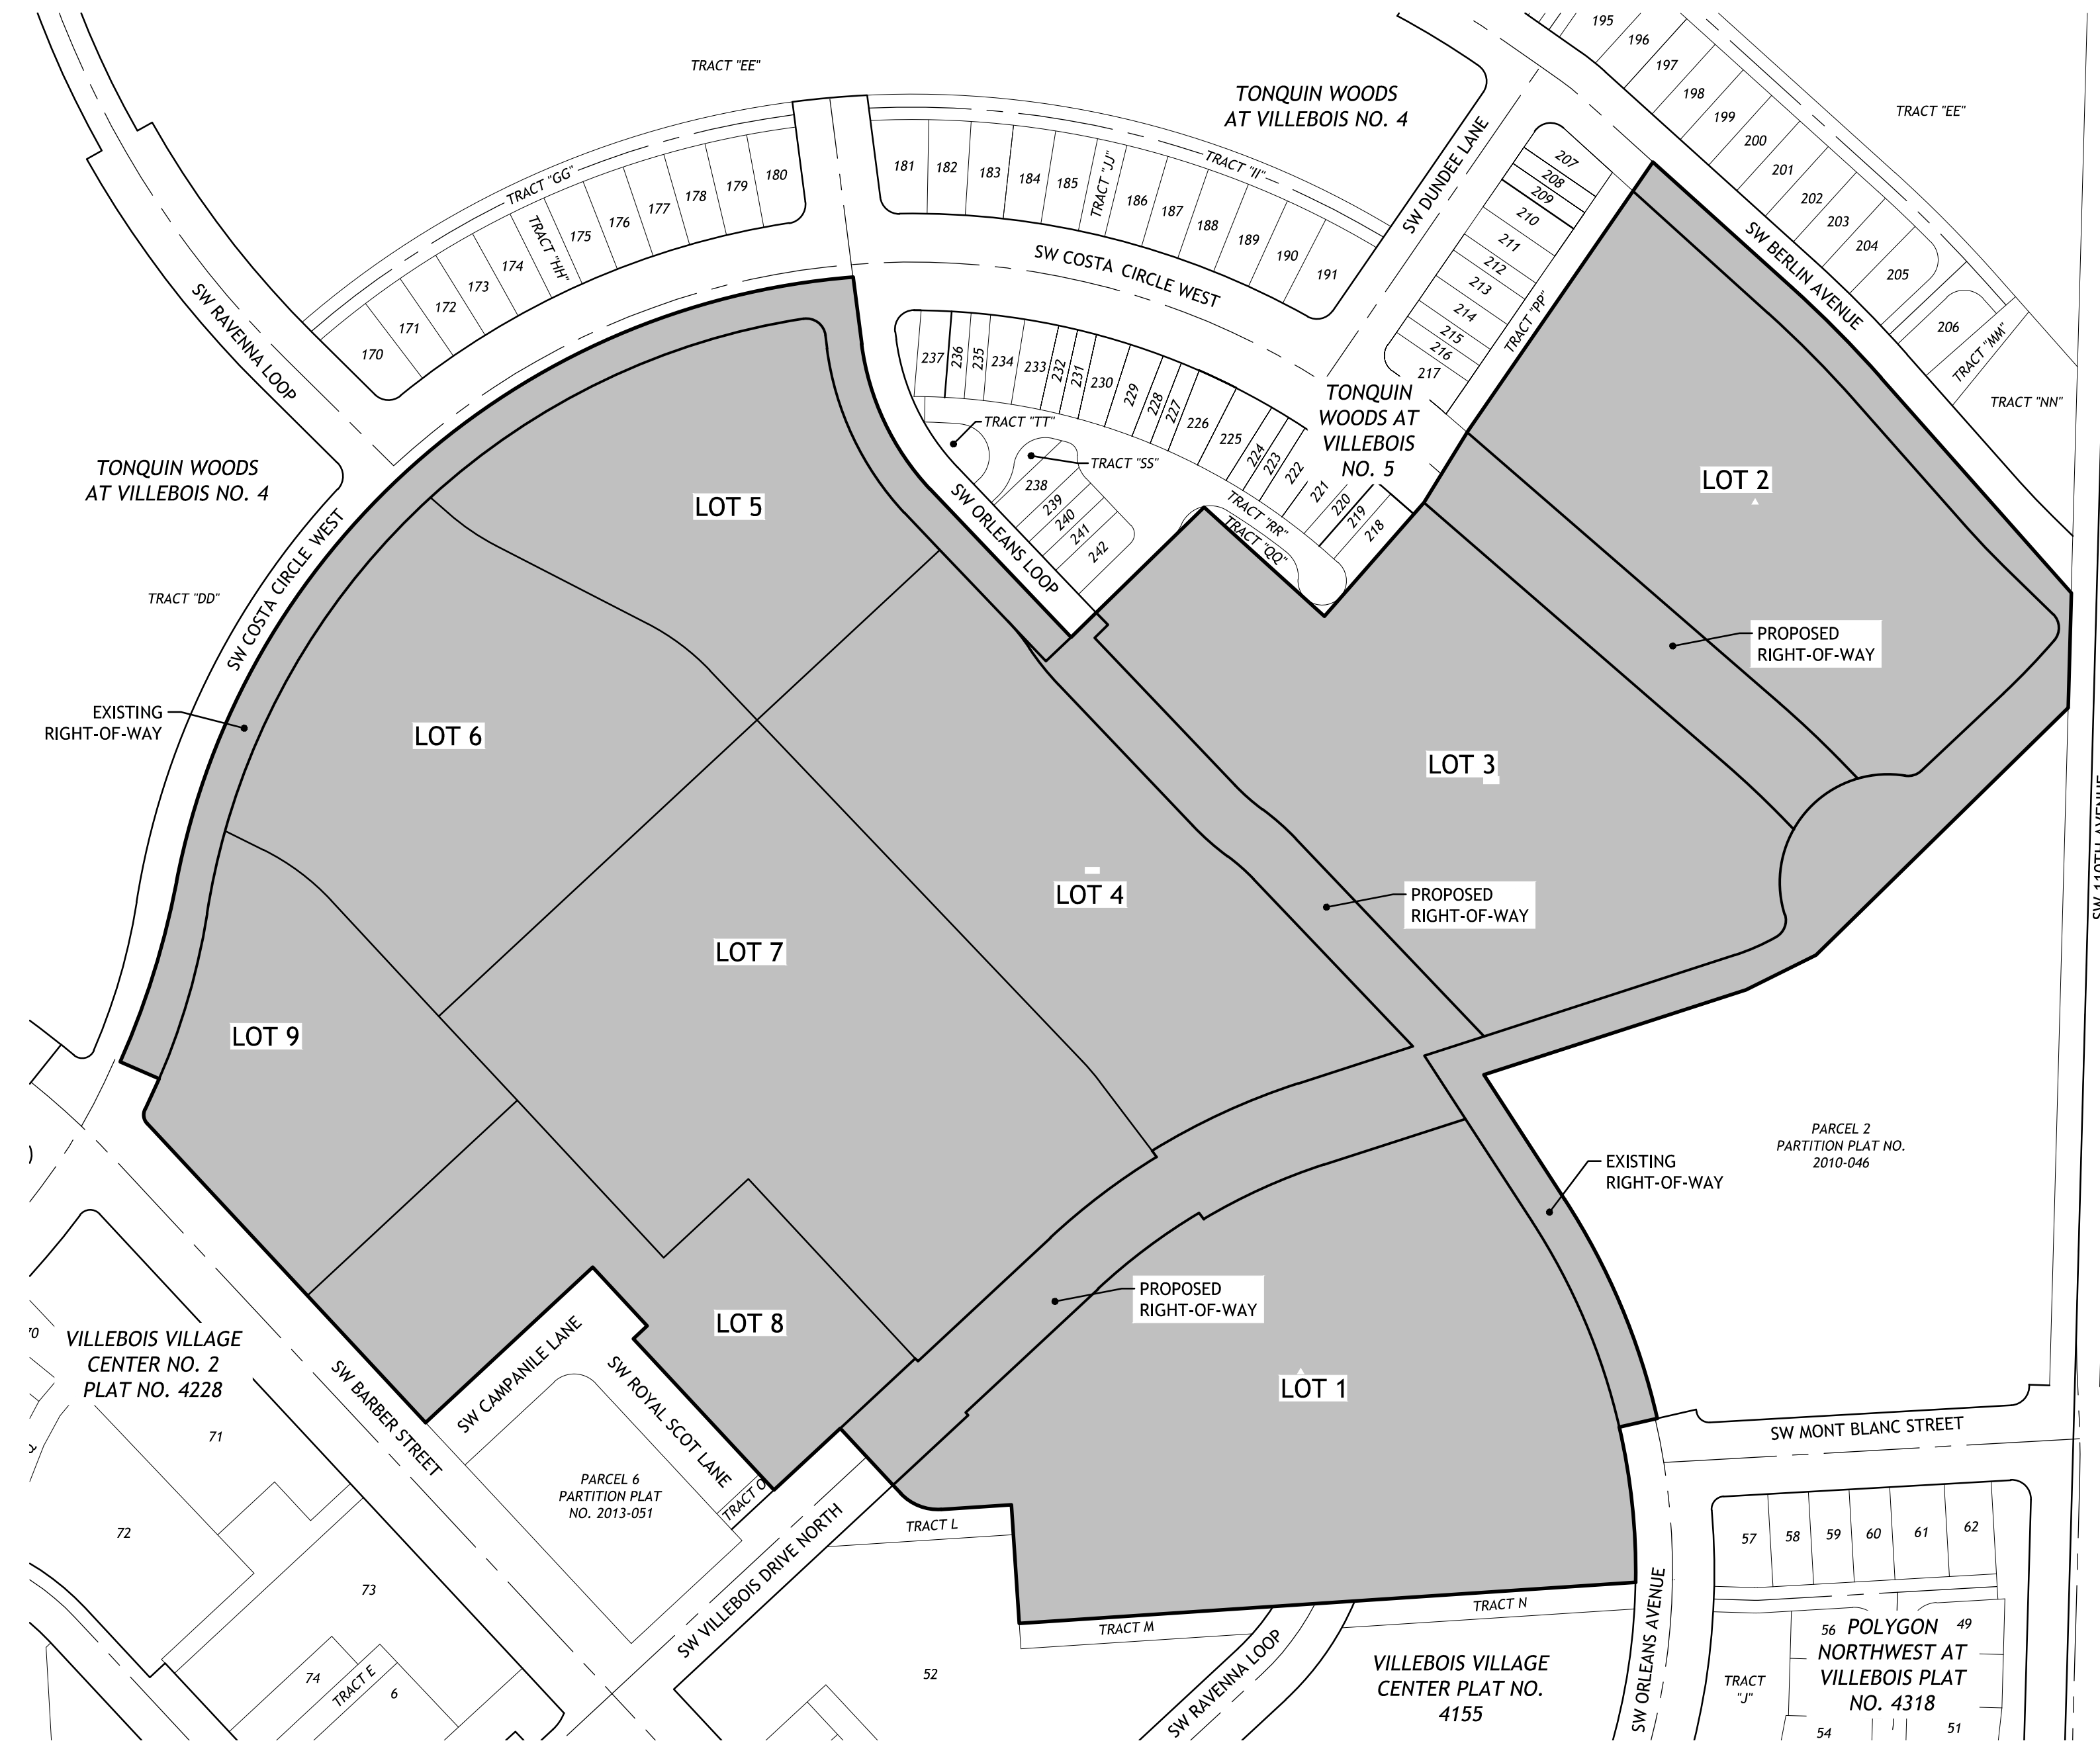 195
196
197
198
199
200
201
202
203
204
205
206
TRACT "EE"
TRACT "EE"
TONQUIN WOODS
AT VILLEBOIS NO. 4
SW DUNDEE LANE
SW BERLIN AVENUE
TRACT "MM"
TRACT "NN"
TRACT "GG"
TRACT "HH"
170
171
172
173
174
175
176
177
178
179
180
181
182
183
184
185
TRACT "JJ"
TRACT "II"
186
187
188
189
190
191
SW COSTA CIRCLE WEST
207
208
209
210
211
212
213
214
215
216
217
TRACT "PP"
SW RAVENNA LOOP
TONQUIN
WOODS AT
VILLEBOIS
NO. 5
237
236
235
234
233
232
231
230
229
228
227
226
225
224
223
222
221
220
219
218
TRACT "TT"
TRACT "SS"
238
239
240
241
242
TRACT "RR"
TRACT "QQ"
SW ORLEANS LOOP
TONQUIN WOODS
AT VILLEBOIS NO. 4
TRACT "DD"
SW COSTA CIRCLE WEST
LOT 5
LOT 2
PROPOSED
RIGHT-OF-WAY
EXISTING
RIGHT-OF-WAY
LOT 6
LOT 3
LOT 4
PROPOSED
RIGHT-OF-WAY
LOT 7
LOT 9
SW 110TH AVENUE
PARCEL 2
PARTITION PLAT NO.
2010-046
EXISTING
RIGHT-OF-WAY
PROPOSED
RIGHT-OF-WAY
LOT 8
LOT 1
VILLEBOIS VILLAGE
CENTER NO. 2
PLAT NO. 4228
SW BARBER STREET
SW CAMPANILE LANE
SW ROYAL SCOT LANE
PARCEL 6
PARTITION PLAT
NO. 2013-051
TRACT O
SW VILLEBOIS DRIVE NORTH
TRACT L
TRACT M
TRACT N
SW MONT BLANC STREET
SW ORLEANS AVENUE
SW RAVENNA LOOP
71
72
73
74
TRACT E
6
52
VILLEBOIS VILLAGE
CENTER PLAT NO.
4155
57
58
59
60
61
62
56
49
POLYGON
NORTHWEST AT
VILLEBOIS PLAT
NO. 4318
TRACT
"J"
54
51